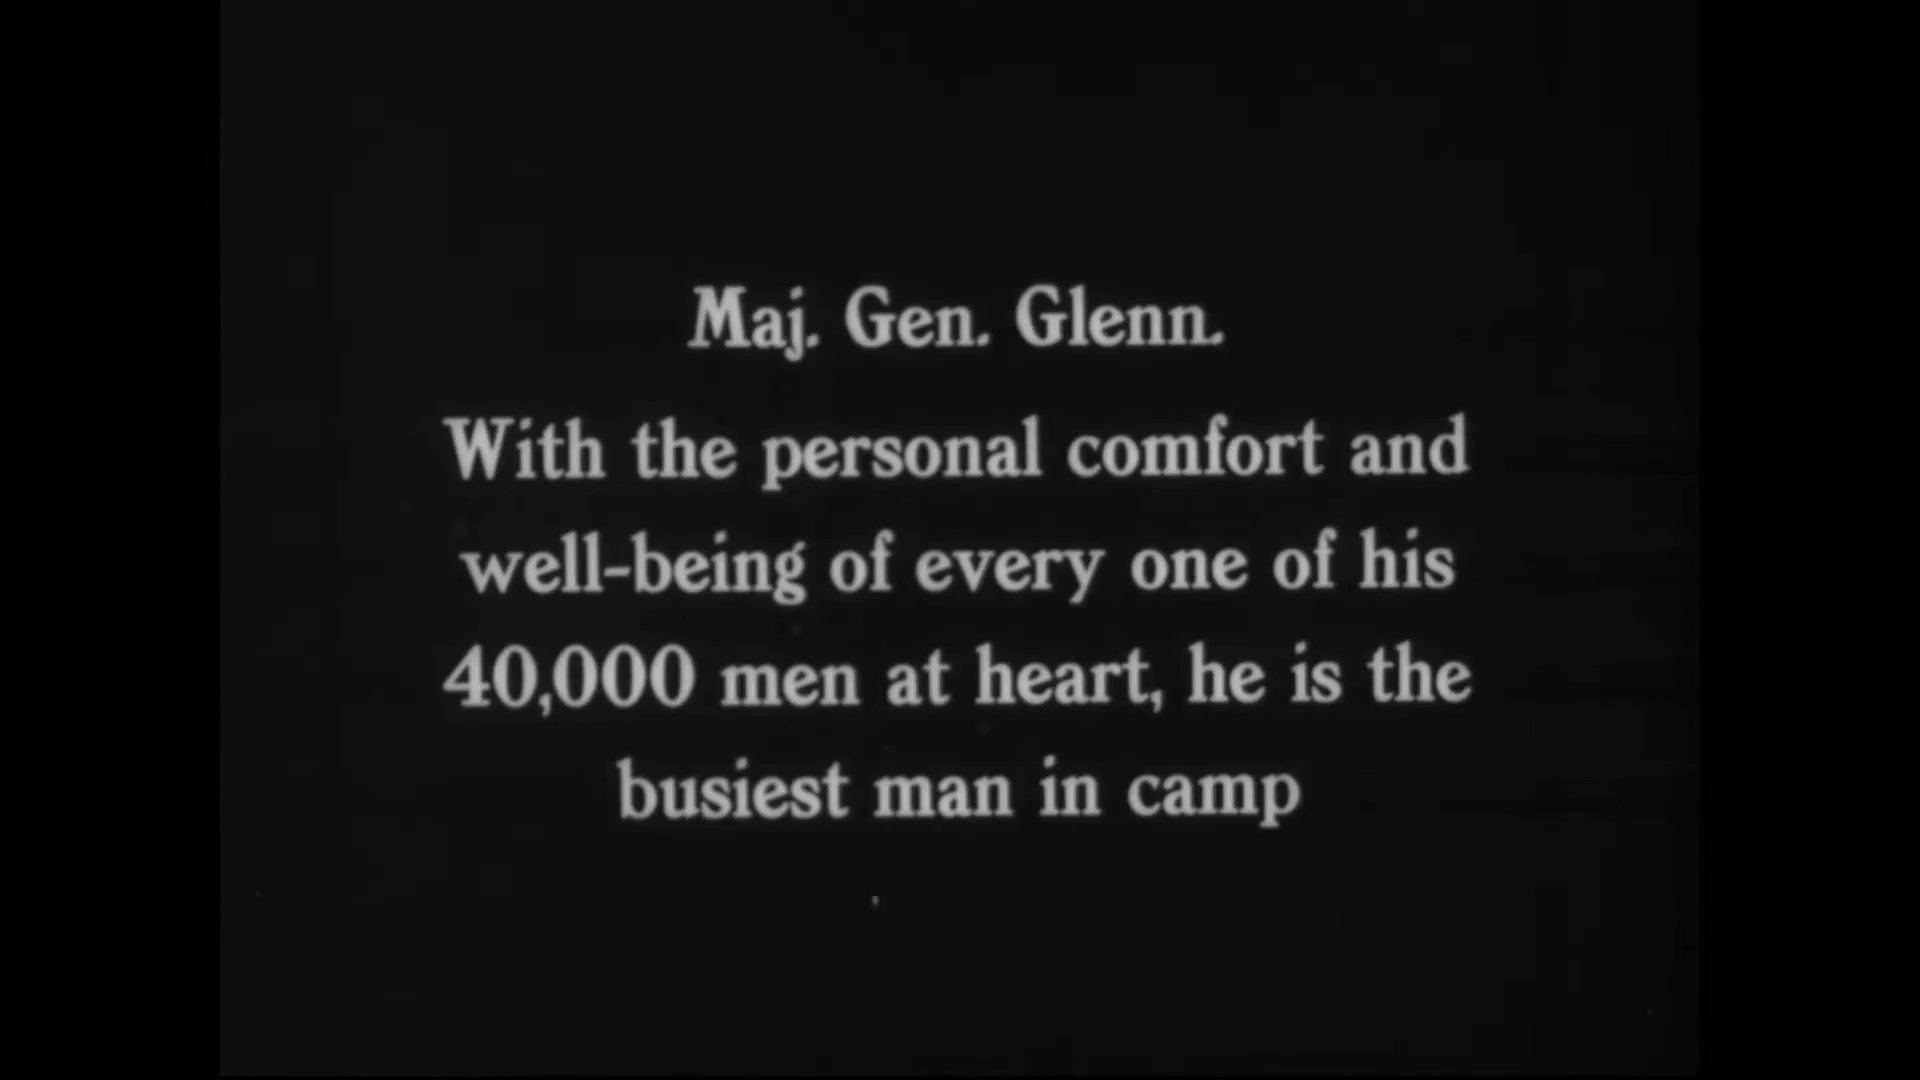 Maj. Gen. Glenn.
With the personal comfort and
well-being of every one of his
40,000 men at heart, he is the
busiest man in camp